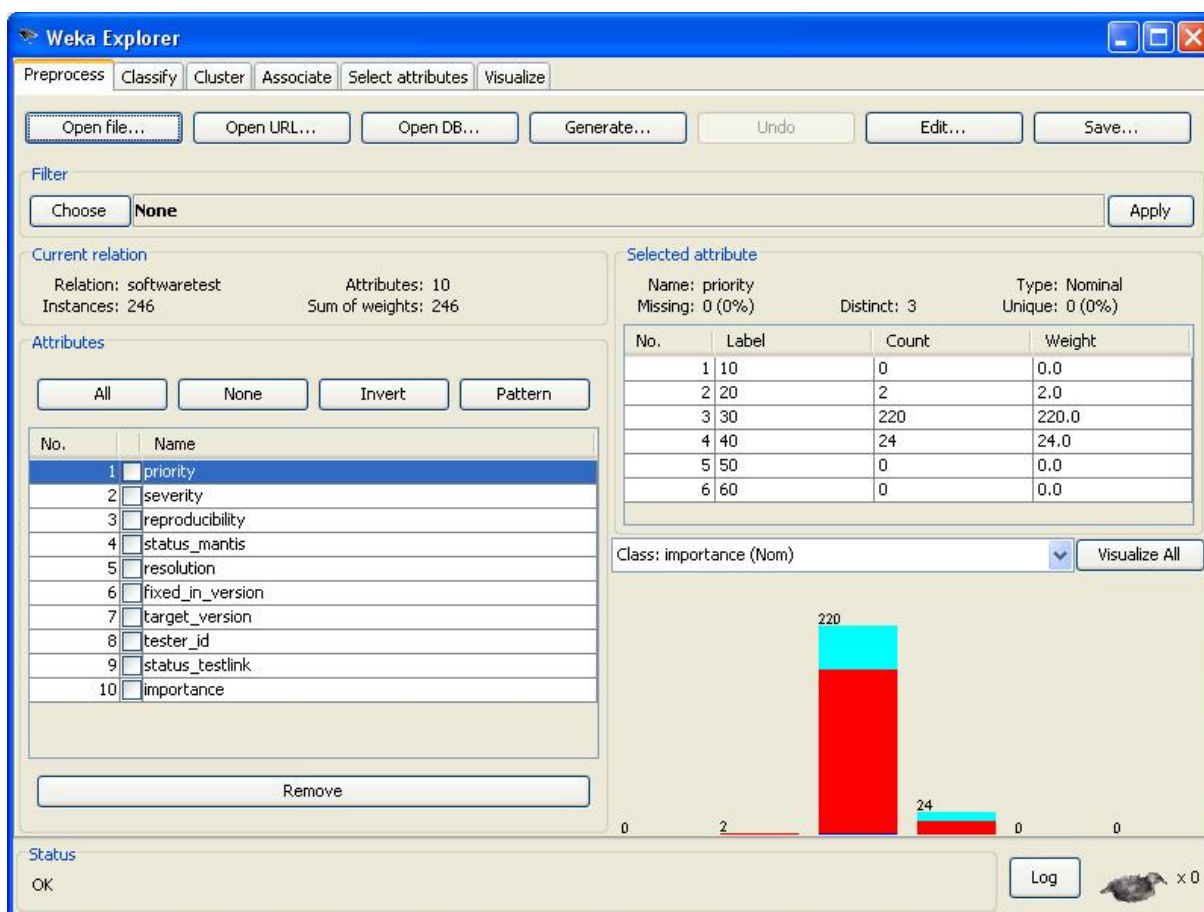 Weka Explorer
Preprocess Classify Cluster Associate Select attributes Visualize
Open file... Open URL... Open DB... Generate... Undo Edit... Save...
Filter
Choose None Apply
Current relation
Relation: softwaretest Attributes: 10
Instances: 246 Sum of weights: 246
Attributes
All None Invert Pattern
No. Name
1 priority
2 severity
3 reproducibility
4 status_mantis
5 resolution
6 fixed_in_version
7 target_version
8 tester_id
9 status_testlink
10 importance
Remove
Selected attribute
Name: priority Type: Nominal
Missing: 0 (0%) Distinct: 3 Unique: 0 (0%)
No. Label Count Weight
1 10 0 0.0
2 20 2 2.0
3 30 220 220.0
4 40 24 24.0
5 50 0 0.0
6 60 0 0.0
Class: importance (Nom) Visualize All
220
24
0 2 0 0
Status
OK
Log x 0